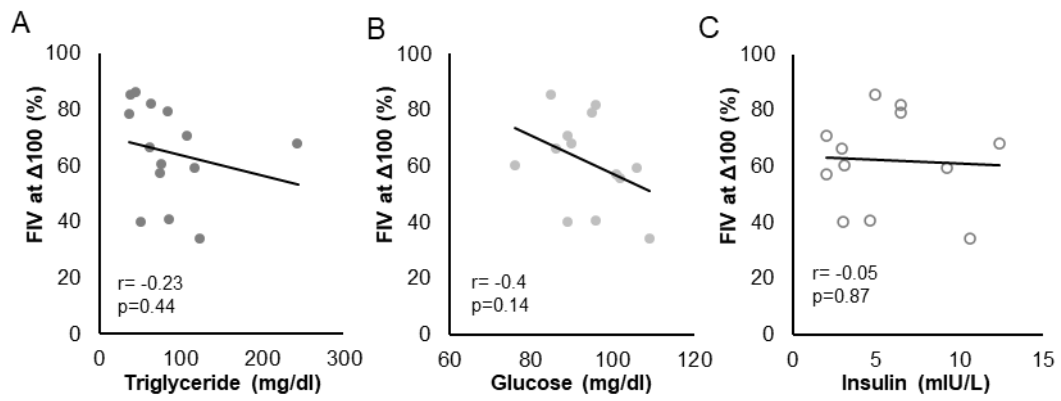 A
FIV at Δ100 (%)
100
80
60
40
20
0
r= -0.23
p=0.44
0
100
200
300
Triglyceride (mg/dl)
B
FIV at Δ100 (%)
100
80
60
40
20
0
r= -0.4
p=0.14
60
80
100
120
Glucose (mg/dl)
C
FIV at Δ100 (%)
100
80
60
40
20
0
r= -0.05
p=0.87
0
5
10
15
Insulin (mIU/L)